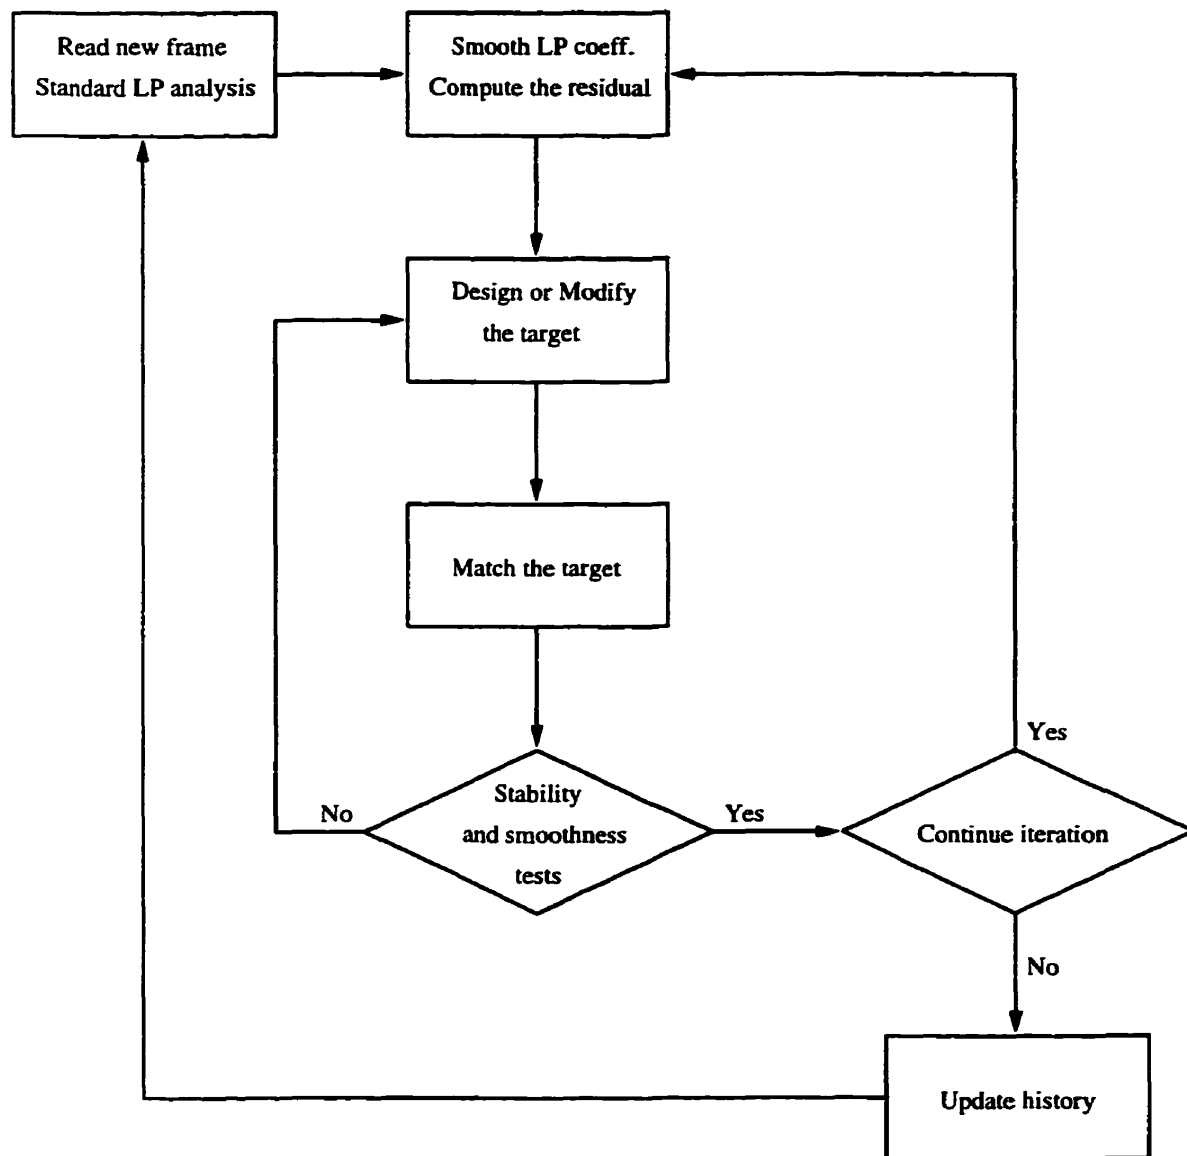 Read new frame
Standard LP analysis
Smooth LP coeff.
Compute the residual
Design or Modify
the target
Match the target
Stability
and smoothness
tests
No
Yes
Continue iteration
Yes
No
Update history